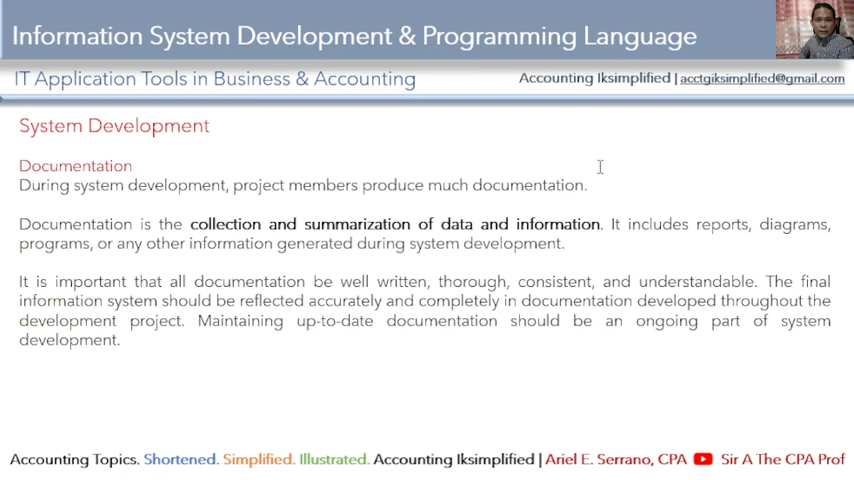 Information System Development & Programming Language
IT Application Tools in Business & Accounting
Accounting Iksimplified | acctgiksimplified@gmail.com
System Development
Documentation
During system development, project members produce much documentation.
Documentation is the collection and summarization of data and information. It includes reports, diagrams,
programs, or any other information generated during system development.
It is important that all documentation be well written, thorough, consistent, and understandable. The final
information system should be reflected accurately and completely in documentation developed throughout the
development project. Maintaining up-to-date documentation should be an ongoing part of system
development.
Accounting Topics. Shortened. Simplified. Illustrated. Accounting Iksimplified | Ariel E. Serrano, CPA Sir A The CPA Prof